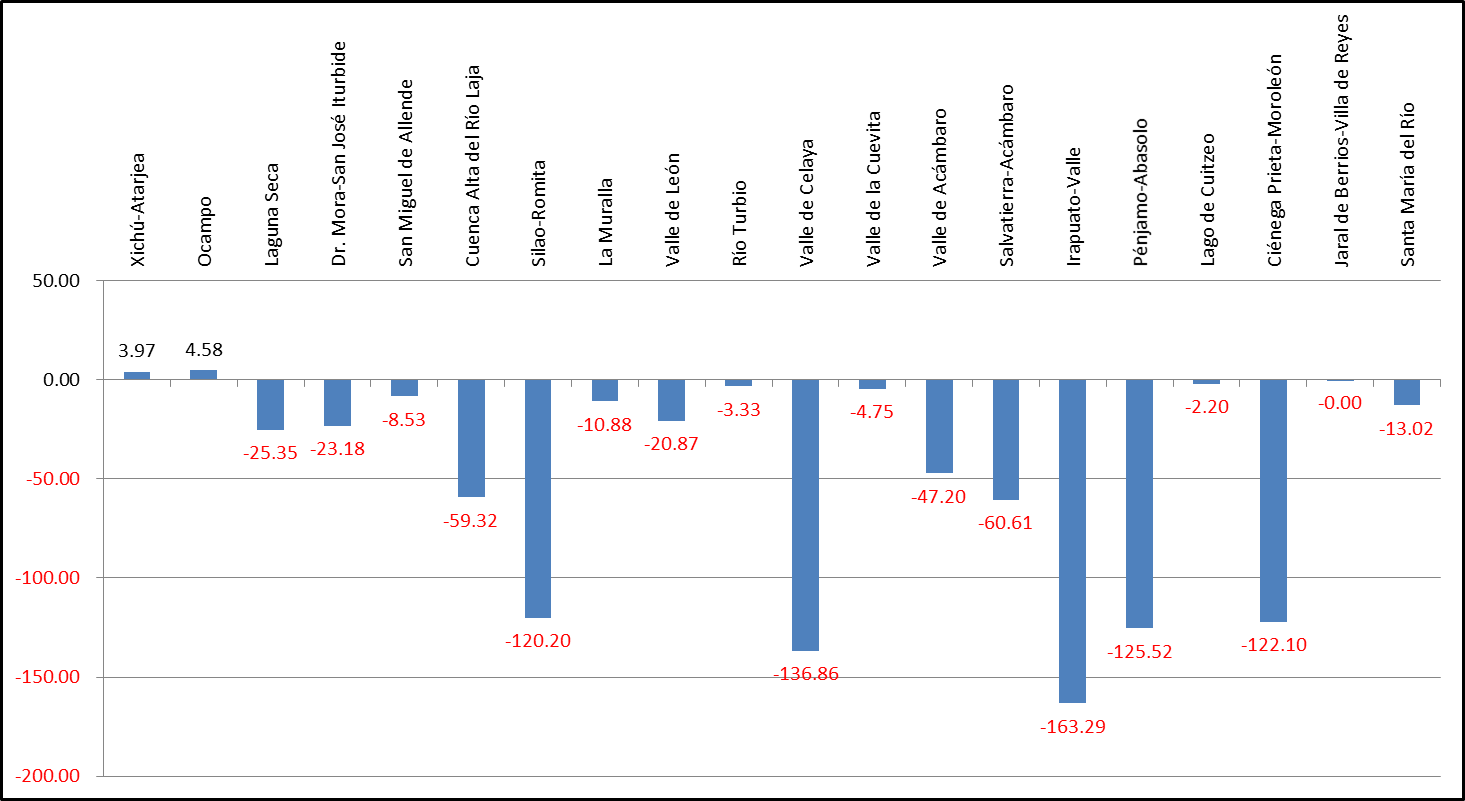 Xichú-Atarjea
Ocampo
Laguna Seca
Dr. Mora-San José Iturbide
San Miguel de Allende
Cuenca Alta del Río Laja
Silao-Romita
La Muralla
Valle de León
Río Turbio
Valle de Celaya
Valle de la Cuevita
Valle de Acámbaro
Salvatierra-Acámbaro
Irapuato-Valle
Pénjamo-Abasolo
Lago de Cuitzeo
Ciénega Prieta-Moroleón
Jaral de Berrios-Villa de Reyes
Santa María del Río
50.00
0.00
-50.00
-100.00
-150.00
-200.00
3.97
4.58
-25.35
-23.18
-8.53
-59.32
-120.20
-10.88
-20.87
-3.33
-136.86
-4.75
-47.20
-60.61
-163.29
-125.52
-2.20
-122.10
-0.00
-13.02